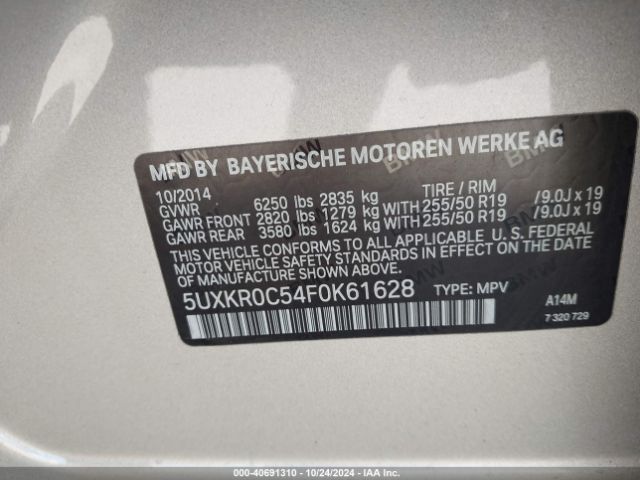 MFD BY BAYERISCHE MOTOREN WERKE AG
10/2014 TIRE / RIM
GVWR 6250 lbs 2835 kg
GAWR FRONT 2820 lbs 1279 kg WITH 255/50 R19 /9.0J x 19
GAWR REAR 3580 lbs 1624 kg WITH 255/50 R19 /9.0J x 19
THIS VEHICLE CONFORMS TO ALL APPLICABLE U. S. FEDERAL
MOTOR VEHICLE SAFETY STANDARDS IN EFFECT ON THE DATE
OF MANUFACTURE SHOWN ABOVE.
5UXKR0C54F0K61628 TYPE: MPV
A14M
7 320 729
000-40691310 - 10/24/2024 - IAA Inc.